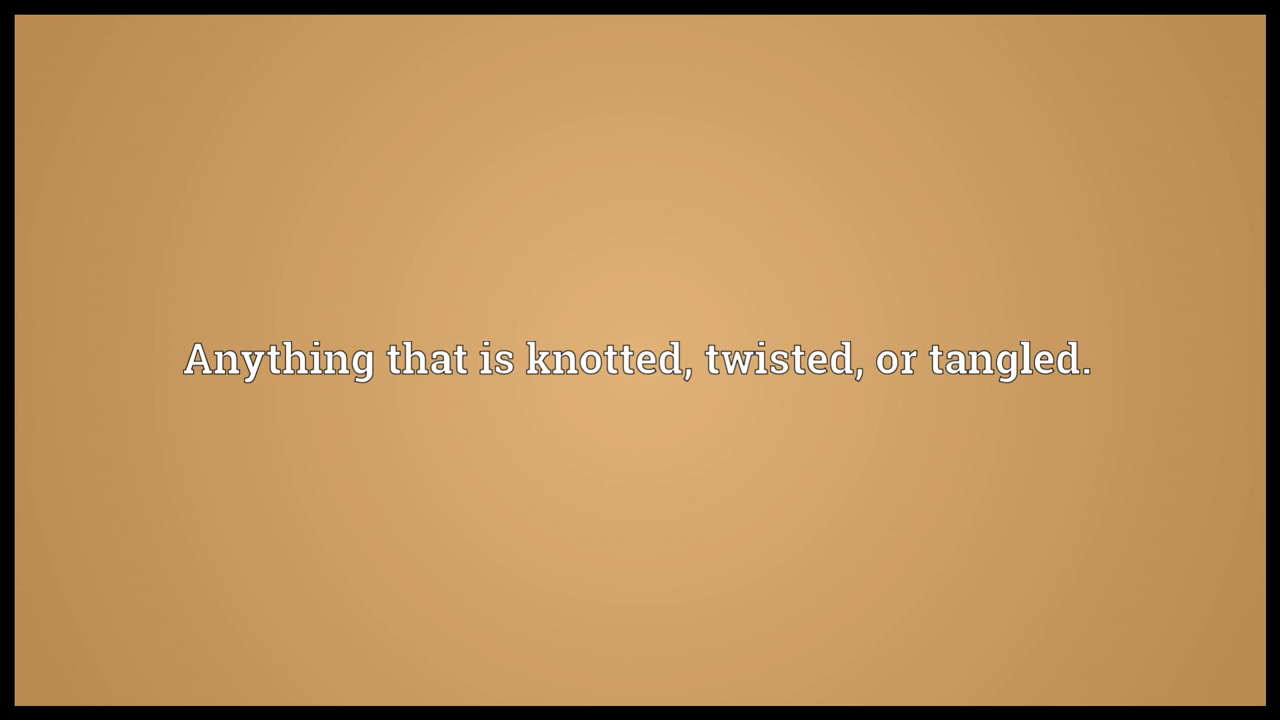 Anything that is knotted, twisted, or tangled.